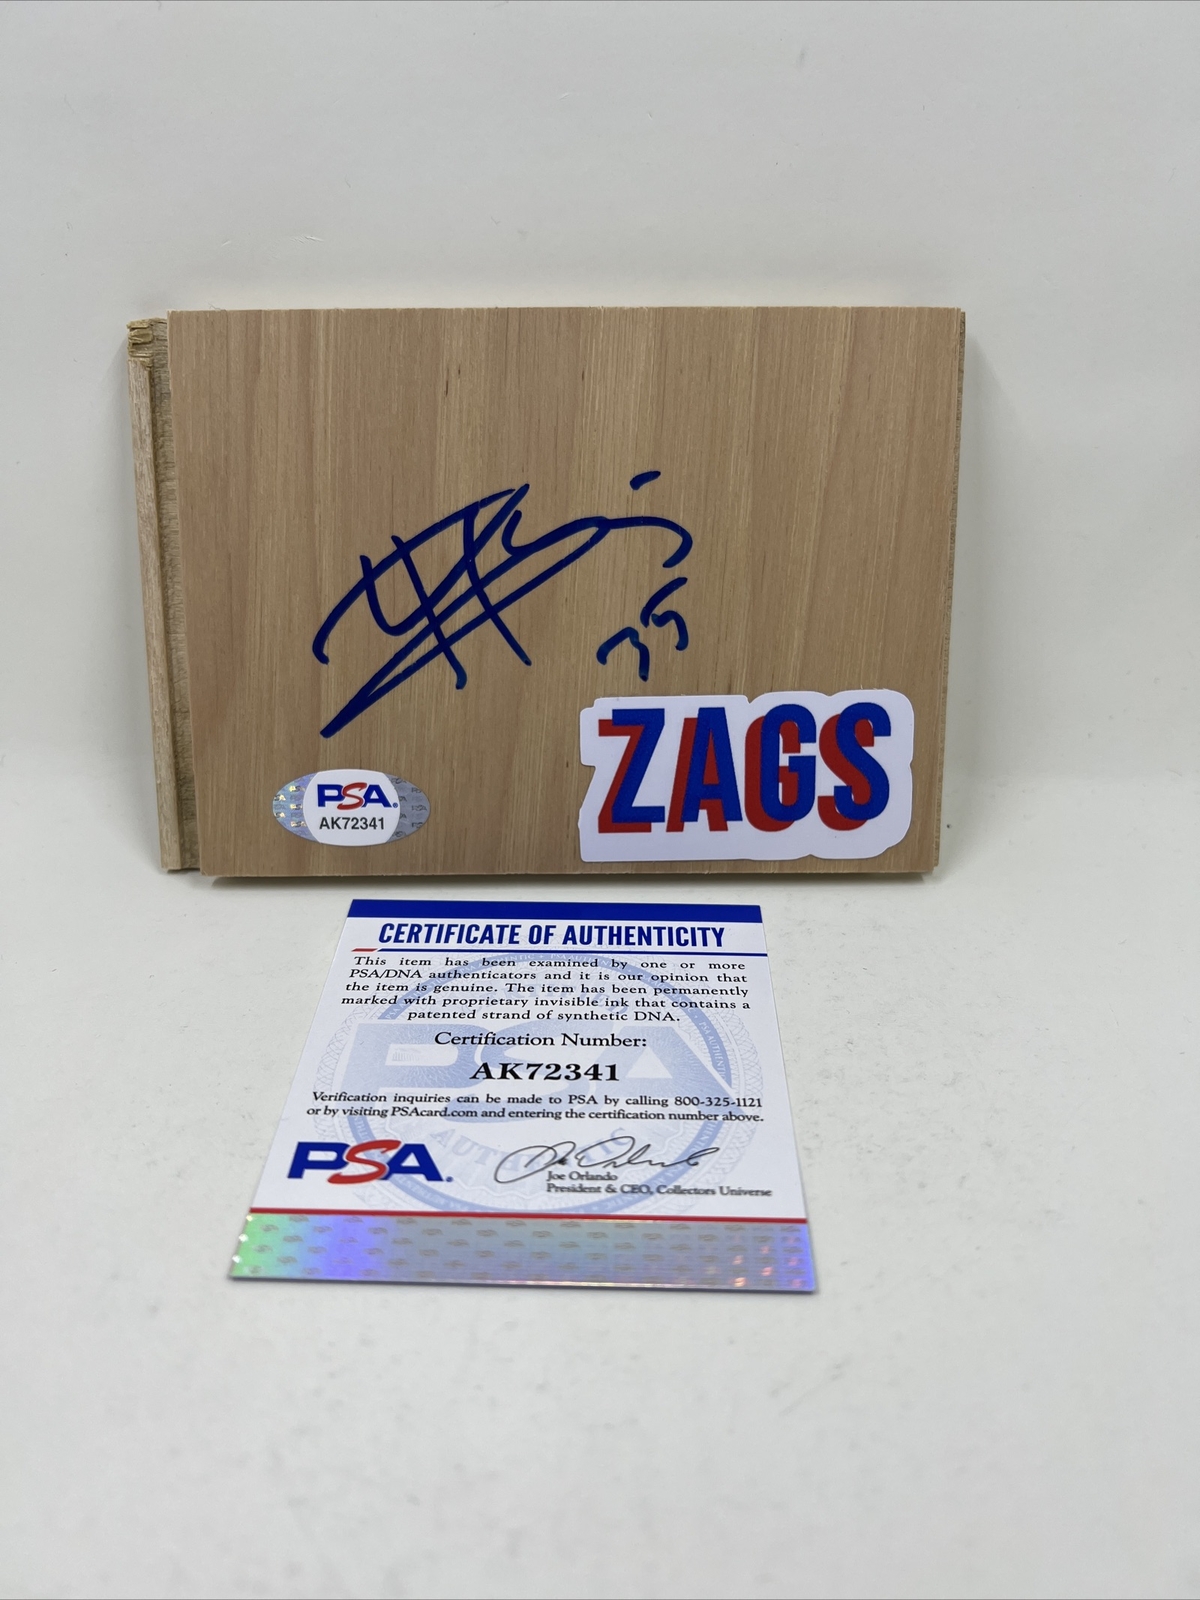 35
ZAGS
PSA
AK72341
CERTIFICATE OF AUTHENTICITY
This item has been examined by one or more
PSA/DNA authenticators and it is our opinion that
the item is genuine. The item has been permanently
marked with proprietary invisible ink that contains a
patented strand of synthetic DNA.
Certification Number:
AK72341
Verification inquiries can be made to PSA by calling 800-325-1121
or by visiting PSAcard.com and entering the certification number above.
PSA
Joe Orlando
President & CEO, Collectors Universe